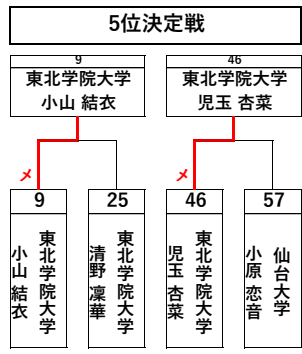 5位決定戦
9
東北学院大学
小山 結衣
46
東北学院大学
児玉 杏菜
メ
メ
9
東北学院大学
小山 結衣
25
東北学院大学
清野 凜華
46
東北学院大学
児玉 杏菜
57
仙台大学
小原 恋音